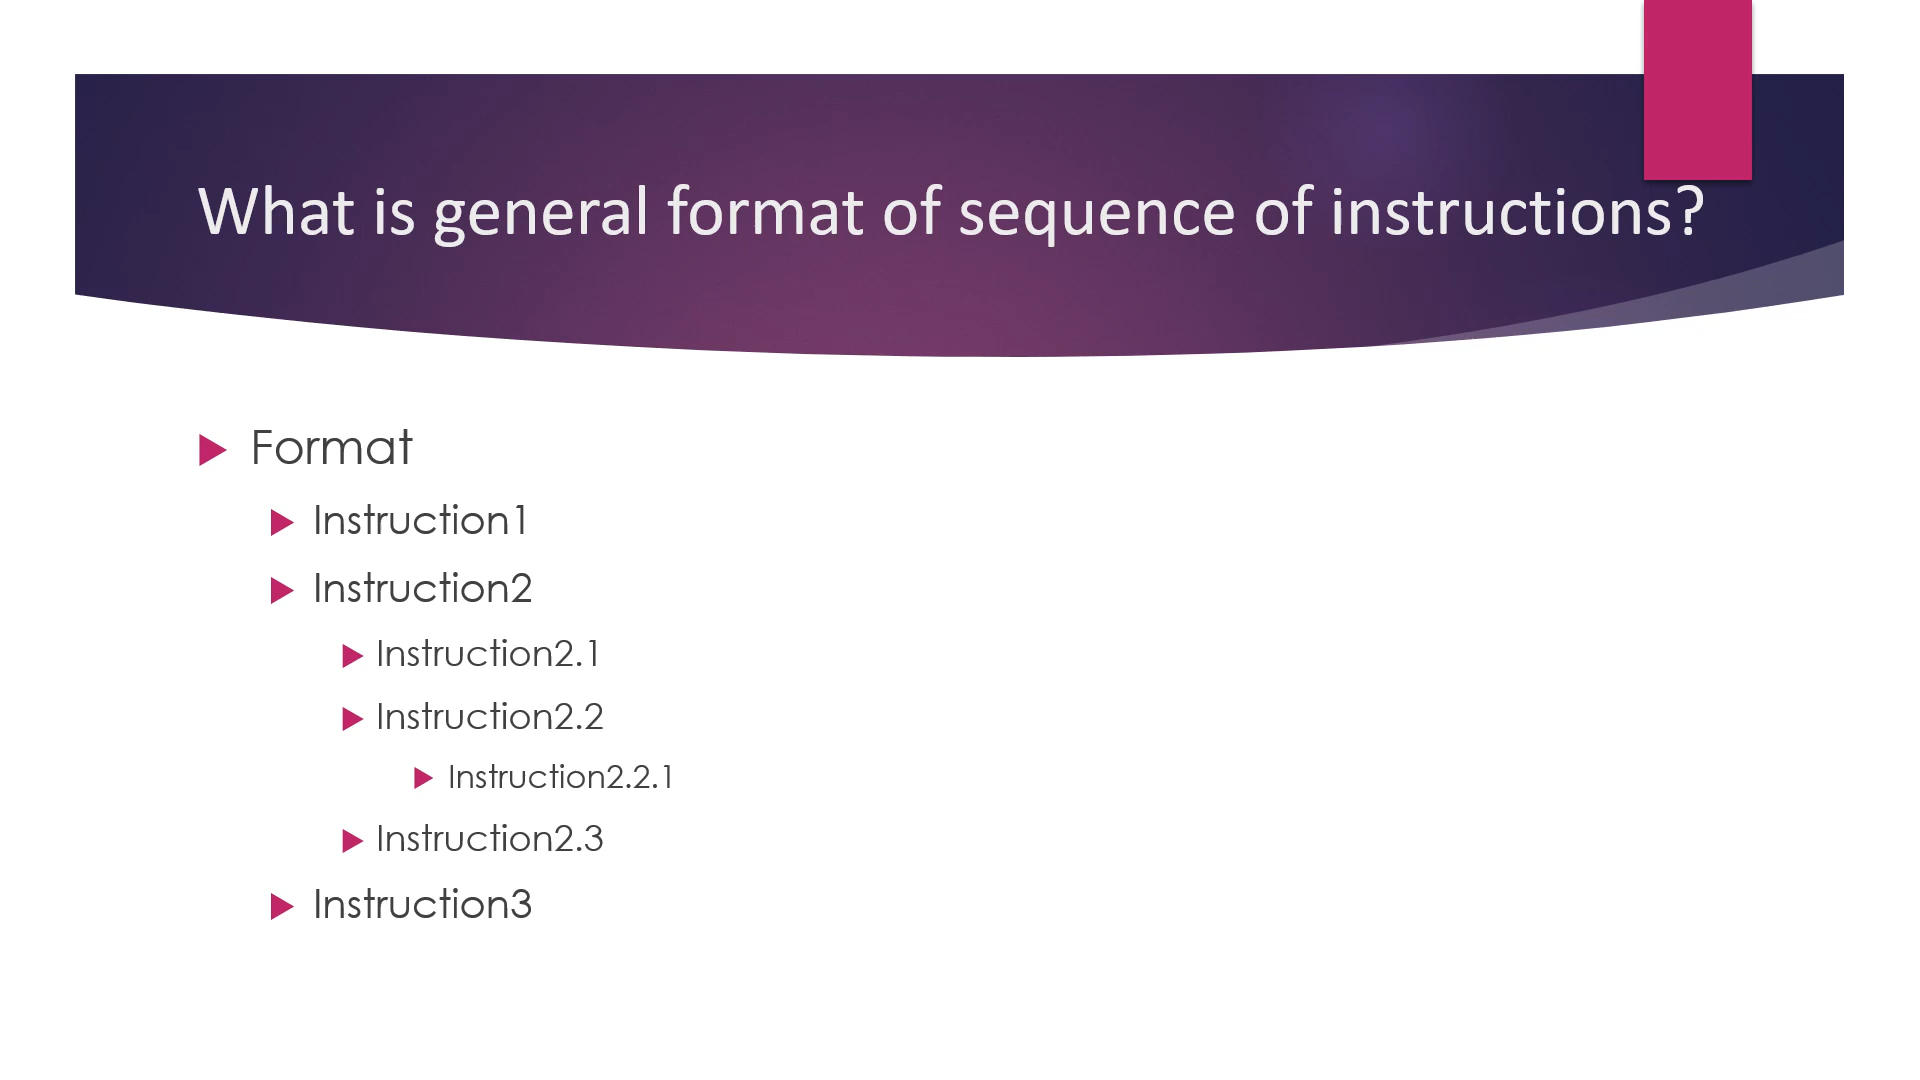 What is general format of sequence of instructions?
Format
Instruction1
Instruction2
Instruction2.1
Instruction2.2
Instruction2.2.1
Instruction2.3
Instruction3